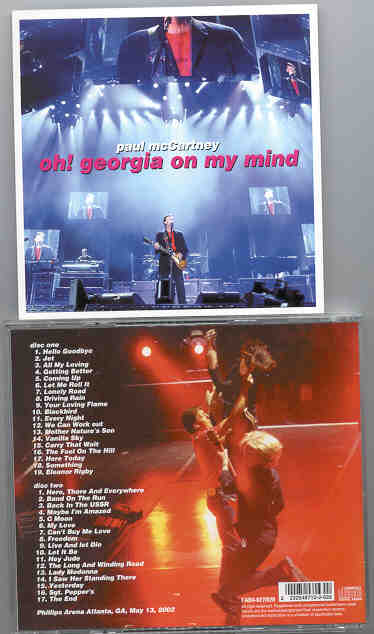 paul mcCartney
oh! georgia on my mind
disc one
1. Hello Goodbye
2. Jet
3. All My Loving
4. Getting Better
5. Coming Up
6. Let Me Roll It
7. Lonely Road
8. Driving Rain
9. Your Loving Flame
10. Blackbird
11. Every Night
12. We Can Work out
13. Mother Nature's Son
14. Vanilla Sky
15. Carry That Wait
16. The Fool On The Hill
17. Here Today
18. Something
19. Eleanor Rigby
disc two
1. Here, There And Everywhere
2. Band On The Run
3. Back In The USSR
4. Maybe I'm Amazed
5. C Moon
6. My Love
7. Can't Buy Me Love
8. Freedom
9. Live And let Die
10. Let It Be
11. Hey Jude
12. The Long And Winding Road
13. Lady Madonna
14. I Saw Her Standing There
15. Yesterday
16. Sgt. Pepper's
17. The End
Phillips Arena Atlanta, GA, May 13, 2002